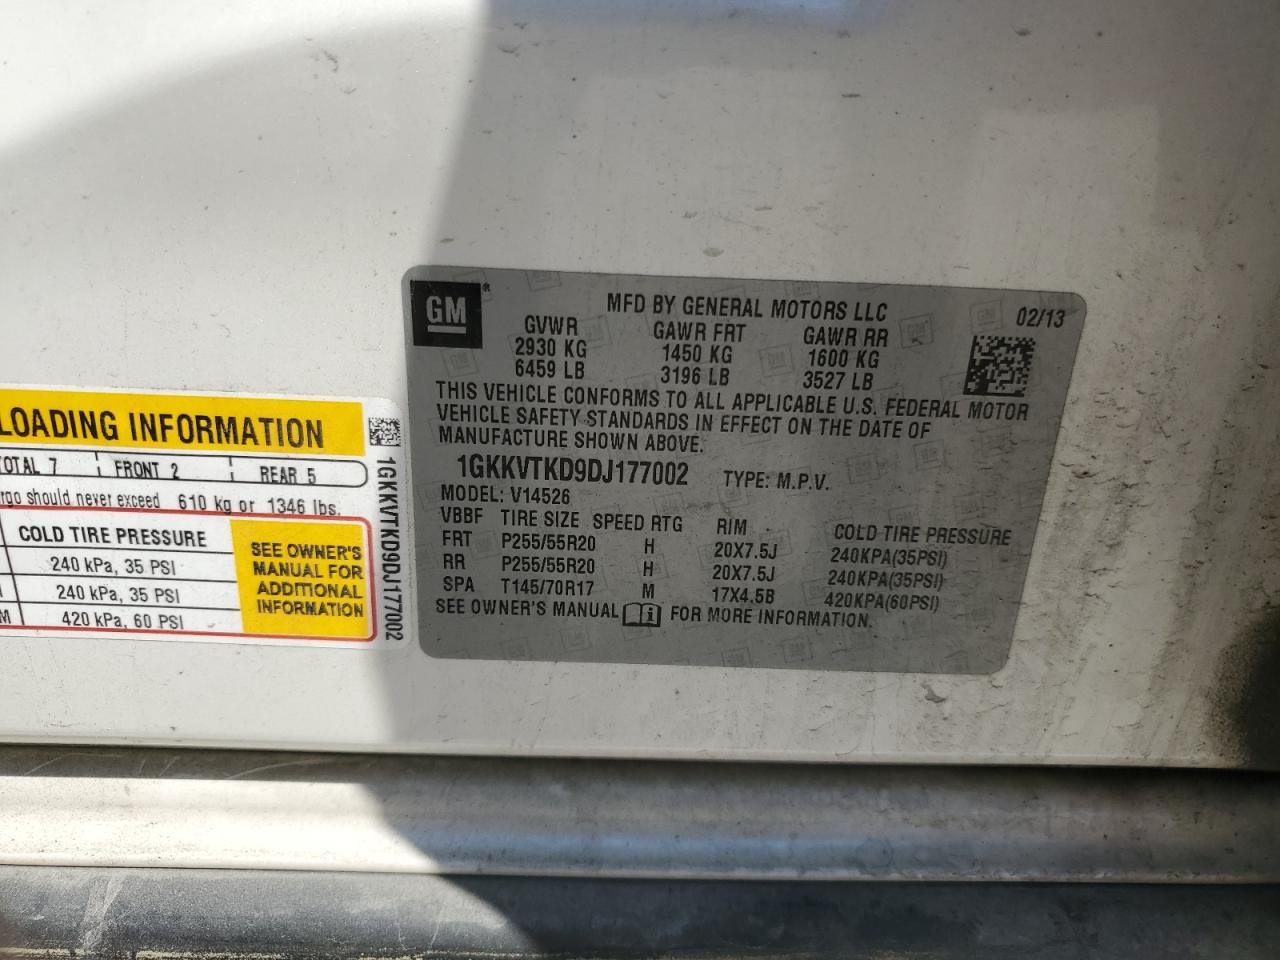 GM ®
MFD BY GENERAL MOTORS LLC
02/13
GVWR GAWR FRT GAWR RR
2930 KG 1450 KG 1600 KG
6459 LB 3196 LB 3527 LB
THIS VEHICLE CONFORMS TO ALL APPLICABLE U.S. FEDERAL MOTOR
VEHICLE SAFETY STANDARDS IN EFFECT ON THE DATE OF
MANUFACTURE SHOWN ABOVE.
1GKKVTKD9DJ177002 TYPE: M.P.V.
MODEL: V14526
VBBF TIRE SIZE SPEED RTG RIM COLD TIRE PRESSURE
FRT P255/55R20 H 20X7.5J 240KPA(35PSI)
RR P255/55R20 H 20X7.5J 240KPA(35PSI)
SPA T145/70R17 M 17X4.5B 420KPA(60PSI)
SEE OWNER'S MANUAL FOR MORE INFORMATION.
LOADING INFORMATION
OTAL 7 FRONT 2 REAR 5
rgo should never exceed 610 kg or 1346 lbs.
COLD TIRE PRESSURE
240 kPa, 35 PSI
240 kPa, 35 PSI
M 420 kPa, 60 PSI
SEE OWNER'S
MANUAL FOR
ADDITIONAL
INFORMATION
1GKKVTKD9DJ177002